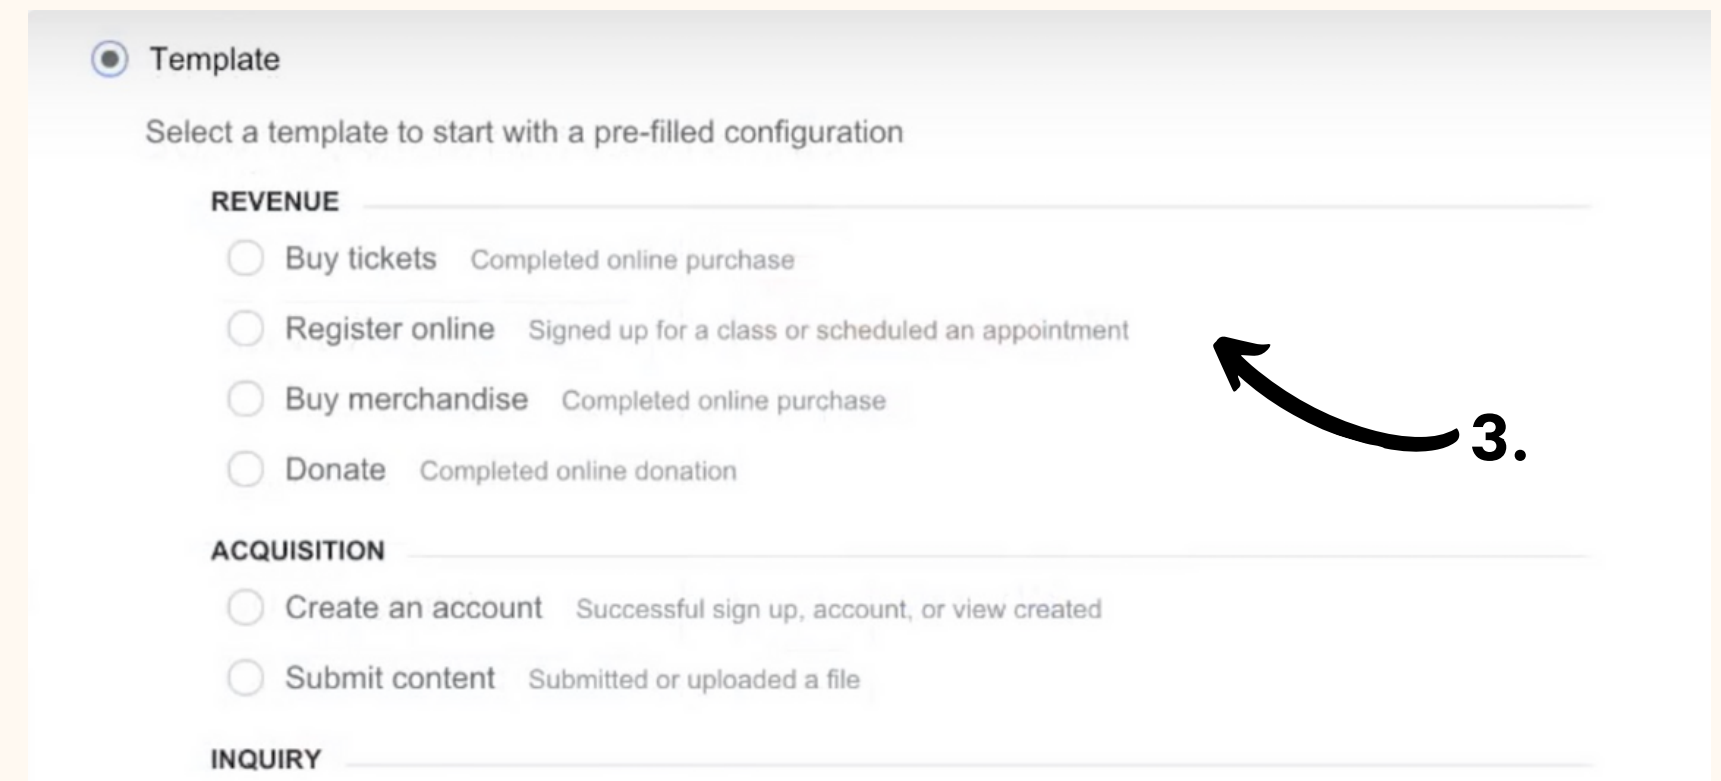 Template
Select a template to start with a pre-filled configuration
REVENUE
Buy tickets Completed online purchase
Register online Signed up for a class or scheduled an appointment
Buy merchandise Completed online purchase
3.
Donate Completed online donation
ACQUISITION
Create an account Successful sign up, account, or view created
Submit content Submitted or uploaded a file
INQUIRY